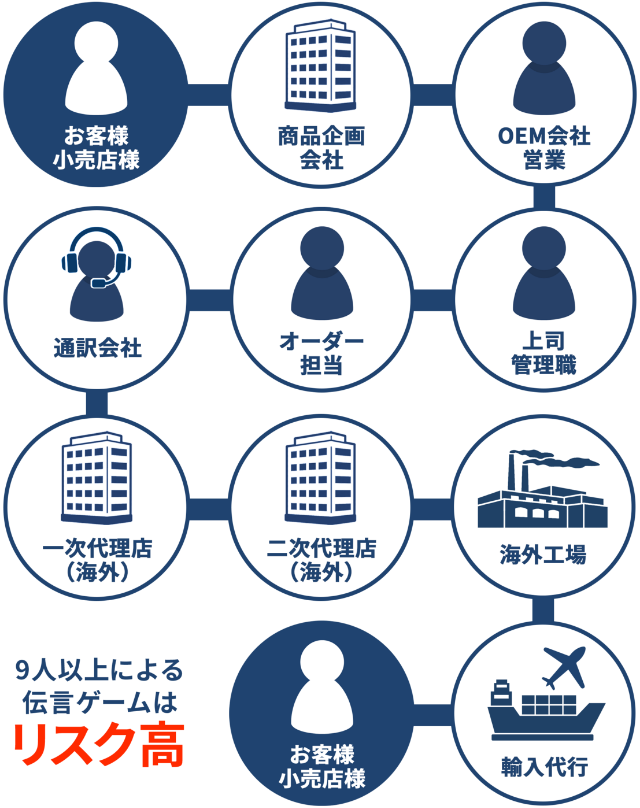 お客様
小売店様
商品企画
会社
OEM会社
営業
通訳会社
オーダー
担当
上司
管理職
一次代理店
（海外）
二次代理店
（海外）
海外工場
9人以上による
伝言ゲームは
リスク高
お客様
小売店様
輸入代行